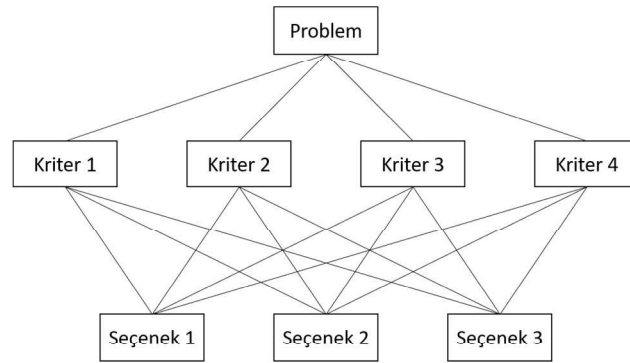 Problem
Kriter 1
Kriter 2
Kriter 3
Kriter 4
Seçenek 1
Seçenek 2
Seçenek 3